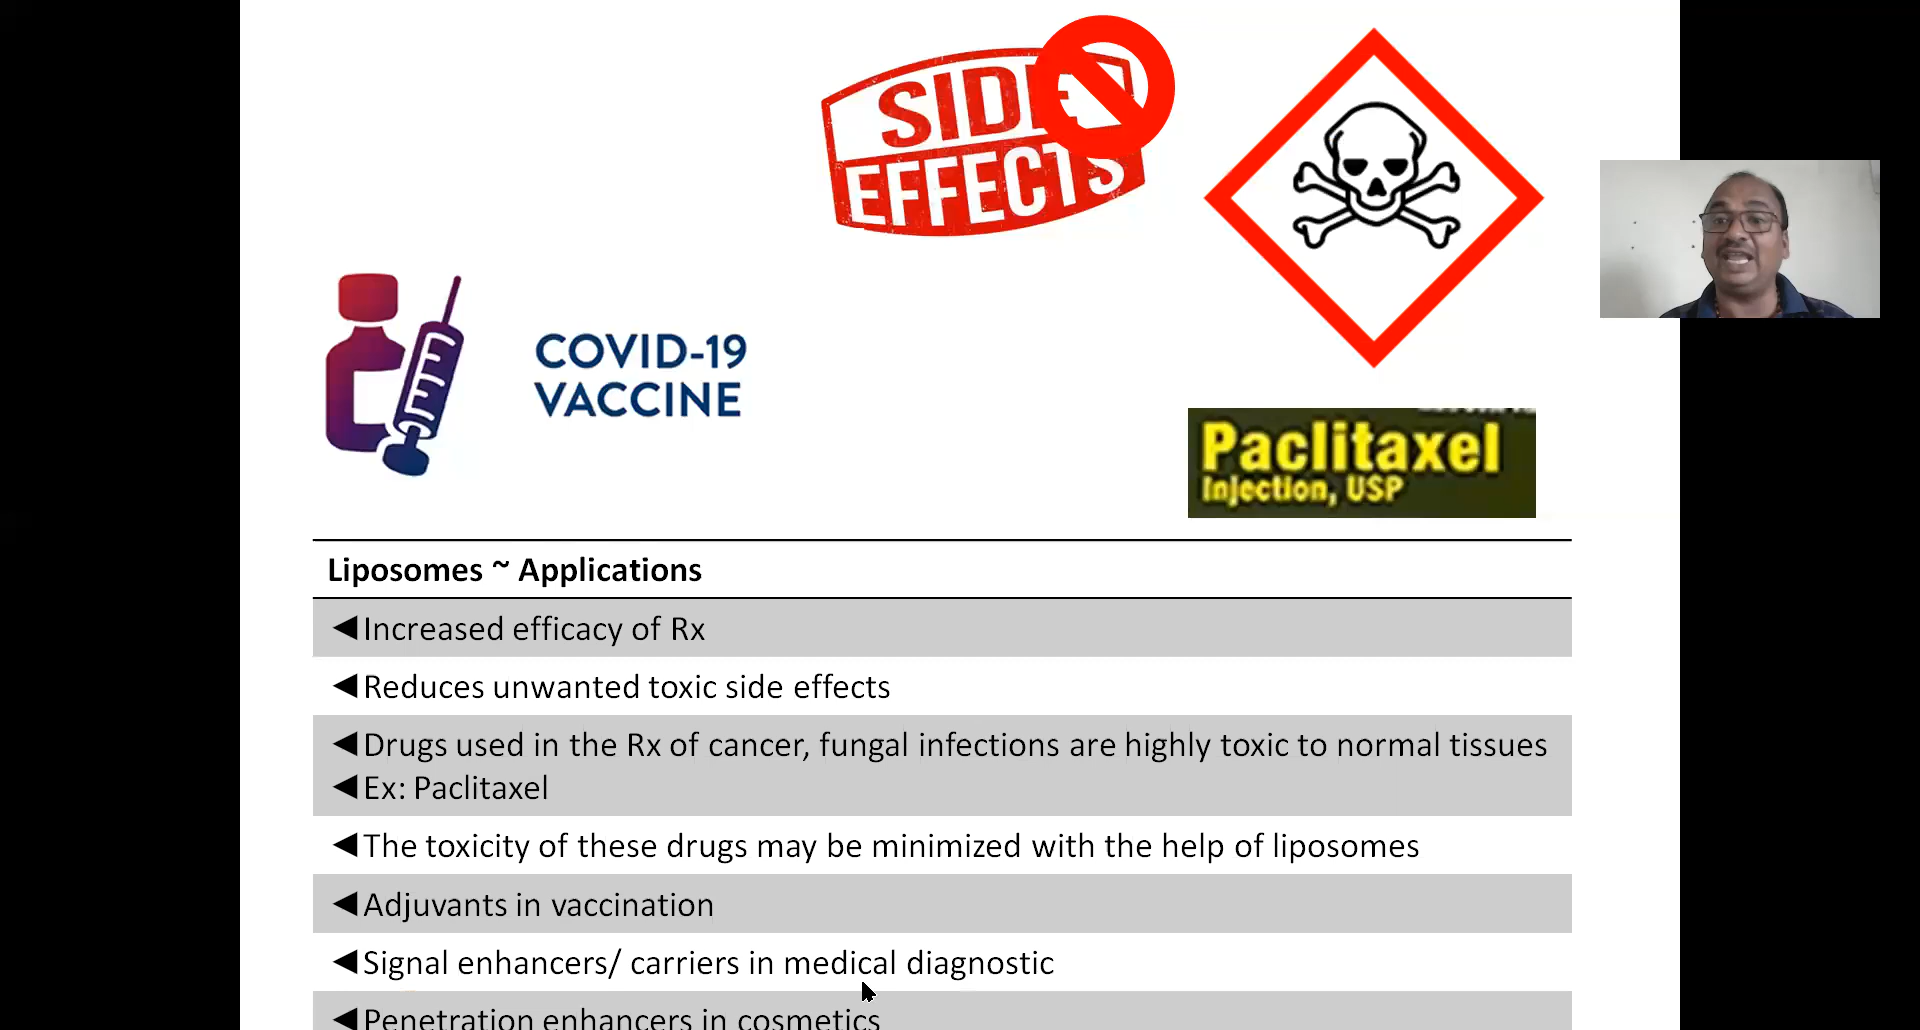 SIDE
EFFECTS
COVID-19
VACCINE
Paclitaxel
Injection, USP
Liposomes ~ Applications
◄Increased efficacy of Rx
◄Reduces unwanted toxic side effects
◄Drugs used in the Rx of cancer, fungal infections are highly toxic to normal tissues
◄Ex: Paclitaxel
◄The toxicity of these drugs may be minimized with the help of liposomes
◄Adjuvants in vaccination
◄Signal enhancers/ carriers in medical diagnostic
◄Penetration enhancers in cosmetics